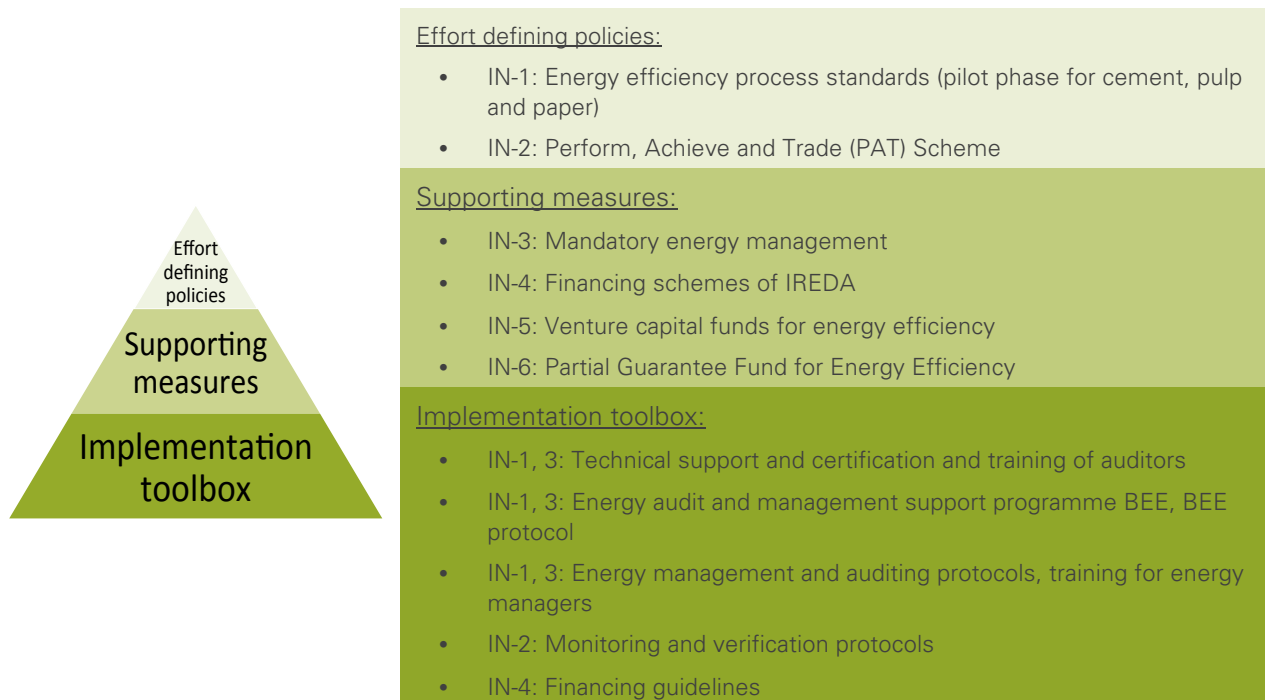 Effort
defining
policies
Supporting
measures
Implementation
toolbox
Effort defining policies:
• IN-1: Energy efficiency process standards (pilot phase for cement, pulp
and paper)
• IN-2: Perform, Achieve and Trade (PAT) Scheme
Supporting measures:
• IN-3: Mandatory energy management
• IN-4: Financing schemes of IREDA
• IN-5: Venture capital funds for energy efficiency
• IN-6: Partial Guarantee Fund for Energy Efficiency
Implementation toolbox:
• IN-1, 3: Technical support and certification and training of auditors
• IN-1, 3: Energy audit and management support programme BEE, BEE
protocol
• IN-1, 3: Energy management and auditing protocols, training for energy
managers
• IN-2: Monitoring and verification protocols
• IN-4: Financing guidelines